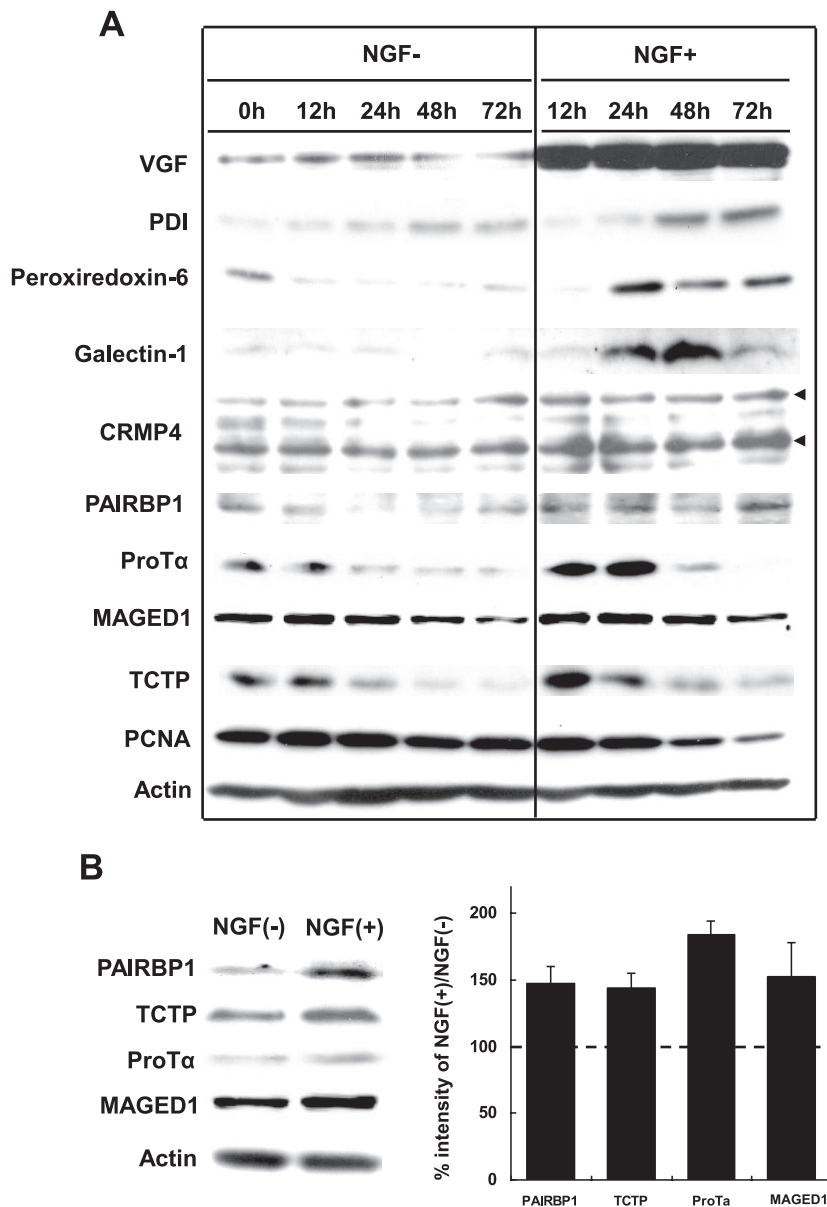 A
NGF- NGF+
0h 12h 24h 48h 72h 12h 24h 48h 72h
VGF
PDI
Peroxiredoxin-6
Galectin-1
CRMP4
PAIRBP1
ProTα
MAGED1
TCTP
PCNA
Actin
B
NGF(-) NGF(+)
PAIRBP1
TCTP
ProTα
MAGED1
Actin
% intensity of NGF(+)/NGF(-)
200
150
100
50
0
PAIRBP1 TCTP ProTa MAGED1